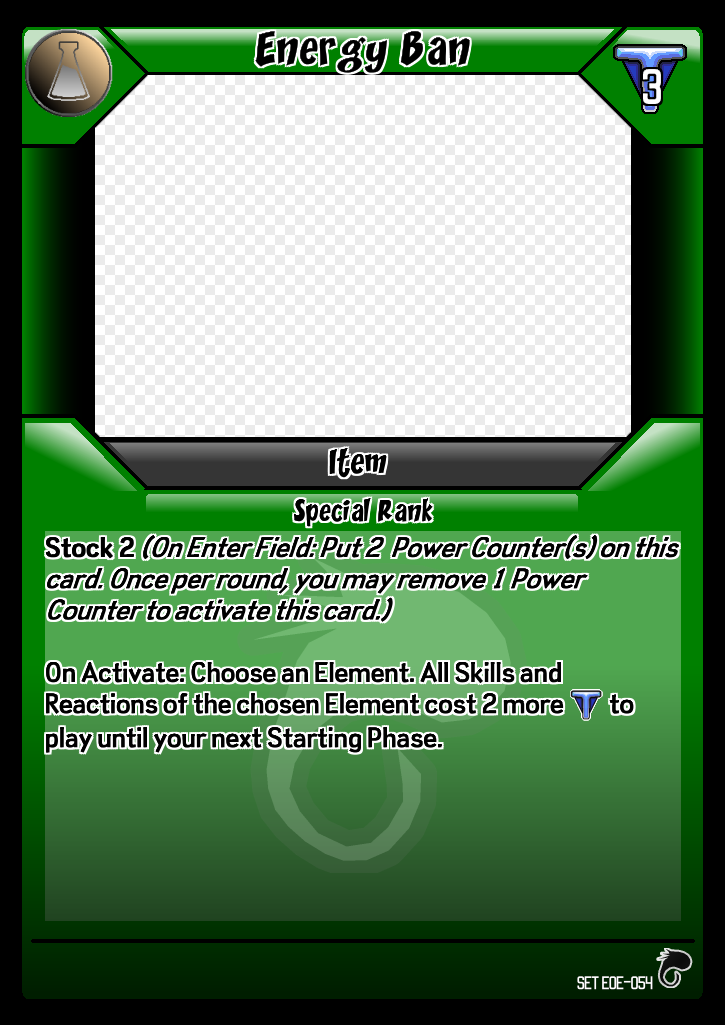 Energy Ban
3
Item
Special Rank
Stock 2 (On Enter Field: Put 2 Power Counter(s) on this
card. Once per round, you may remove 1 Power
Counter to activate this card.)
On Activate: Choose an Element. All Skills and
Reactions of the chosen Element cost 2 more T to
play until your next Starting Phase.
SET EOE-054